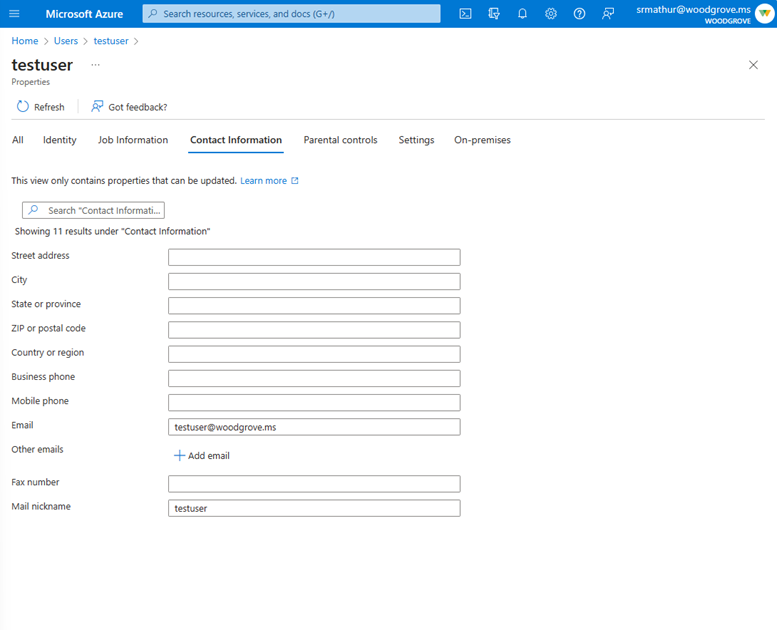 Microsoft Azure
Search resources, services, and docs (G+/)
srmathur@woodgrove.ms
WOODGROVE
Home > Users > testuser >
testuser ...
Properties
Refresh Got feedback?
All Identity Job Information Contact Information Parental controls Settings On-premises
This view only contains properties that can be updated. Learn more
Search "Contact Informati...
Showing 11 results under "Contact Information"
Street address
City
State or province
ZIP or postal code
Country or region
Business phone
Mobile phone
Email testuser@woodgrove.ms
Other emails
Add email
Fax number
Mail nickname testuser